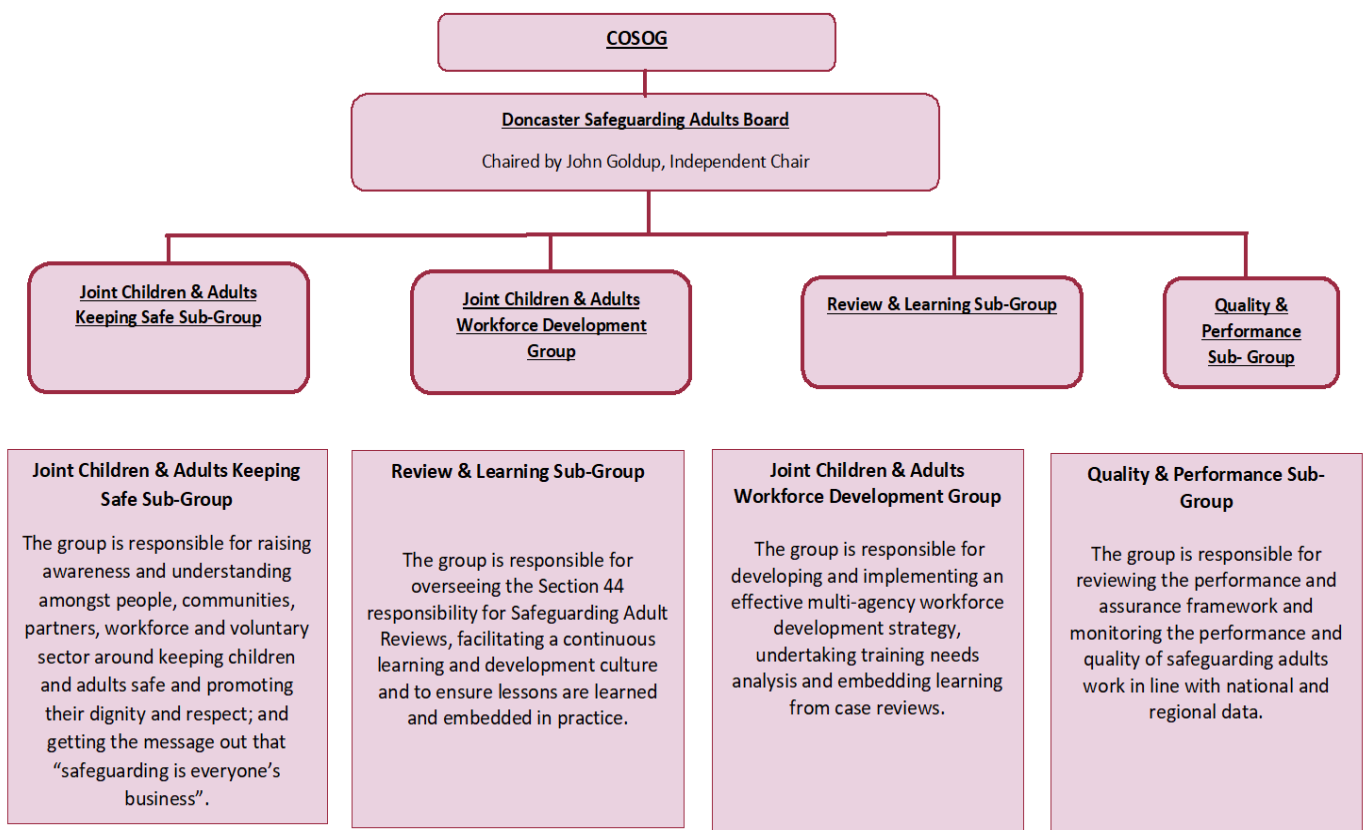 COSOG
Doncaster Safeguarding Adults Board
Chaired by John Goldup, Independent Chair
Joint Children & Adults
Keeping Safe Sub-Group
Joint Children & Adults
Workforce Development
Group
Review & Learning Sub-Group
Quality &
Performance
Sub- Group
Joint Children & Adults Keeping
Safe Sub-Group
The group is responsible for raising
awareness and understanding
amongst people, communities,
partners, workforce and voluntary
sector around keeping children
and adults safe and promoting
their dignity and respect; and
getting the message out that
“safeguarding is everyone’s
business”.
Review & Learning Sub-Group
The group is responsible for
overseeing the Section 44
responsibility for Safeguarding Adult
Reviews, facilitating a continuous
learning and development culture
and to ensure lessons are learned
and embedded in practice.
Joint Children & Adults
Workforce Development Group
The group is responsible for
developing and implementing an
effective multi-agency workforce
development strategy,
undertaking training needs
analysis and embedding learning
from case reviews.
Quality & Performance Sub-
Group
The group is responsible for
reviewing the performance and
assurance framework and
monitoring the performance and
quality of safeguarding adults
work in line with national and
regional data.